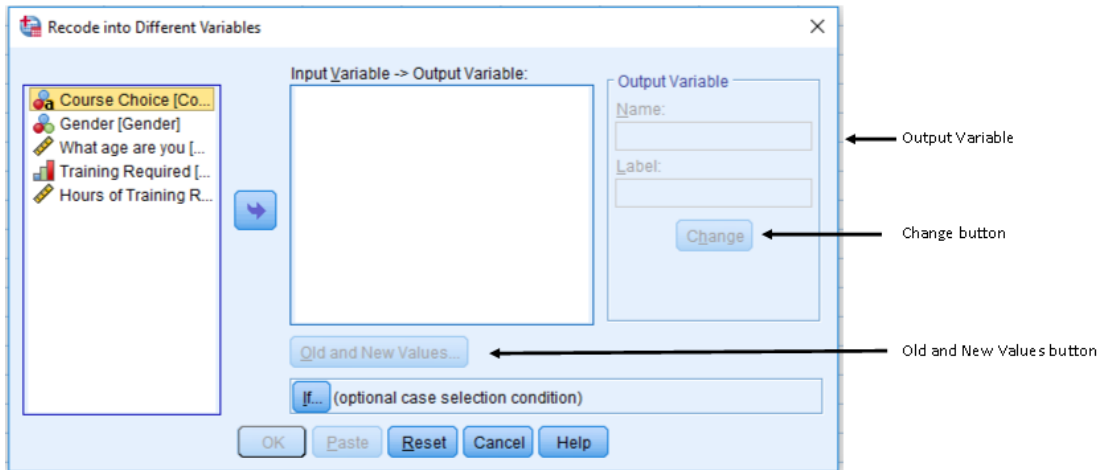 Recode into Different Variables
Course Choice [Co...
Gender [Gender]
What age are you [...
Training Required [...
Hours of Training R...
Input Variable -> Output Variable:
Output Variable
Name:
Label:
Change
Old and New Values...
If... (optional case selection condition)
OK Paste Reset Cancel Help
Output Variable
Change button
Old and New Values button